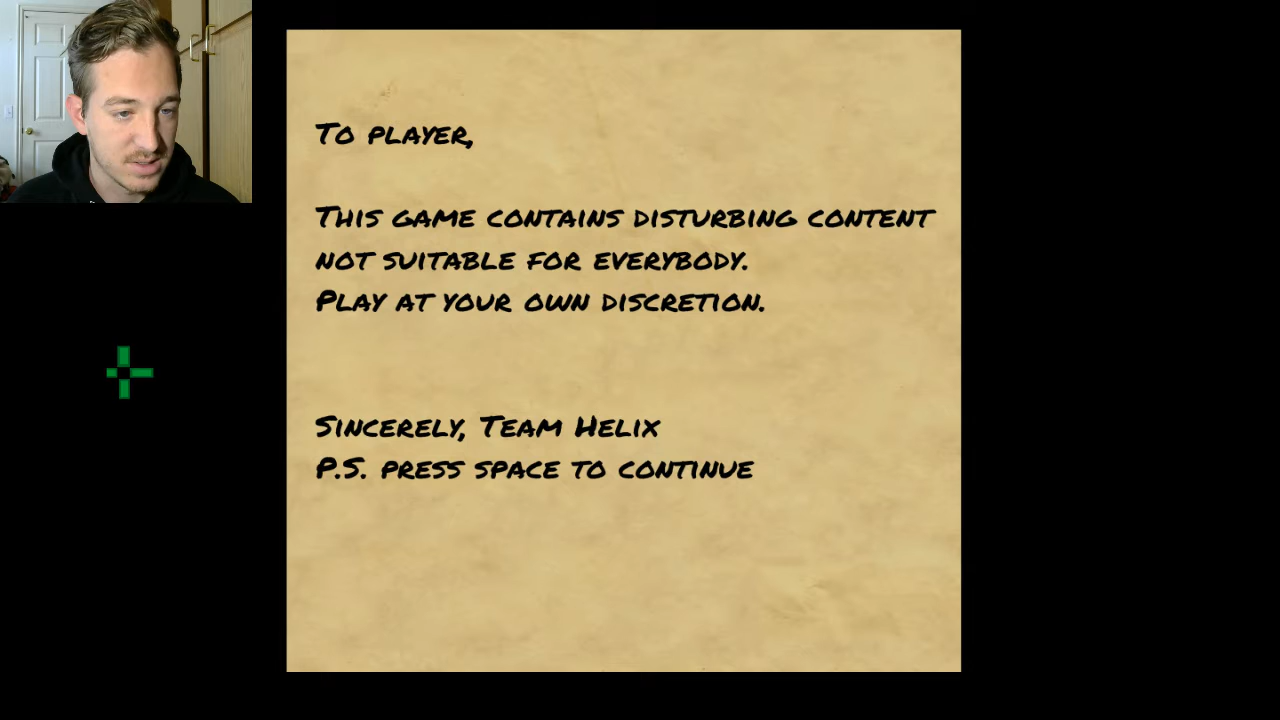 To player,
This game contains disturbing content
not suitable for everybody.
Play at your own discretion.
Sincerely, Team Helix
P.S. press space to continue